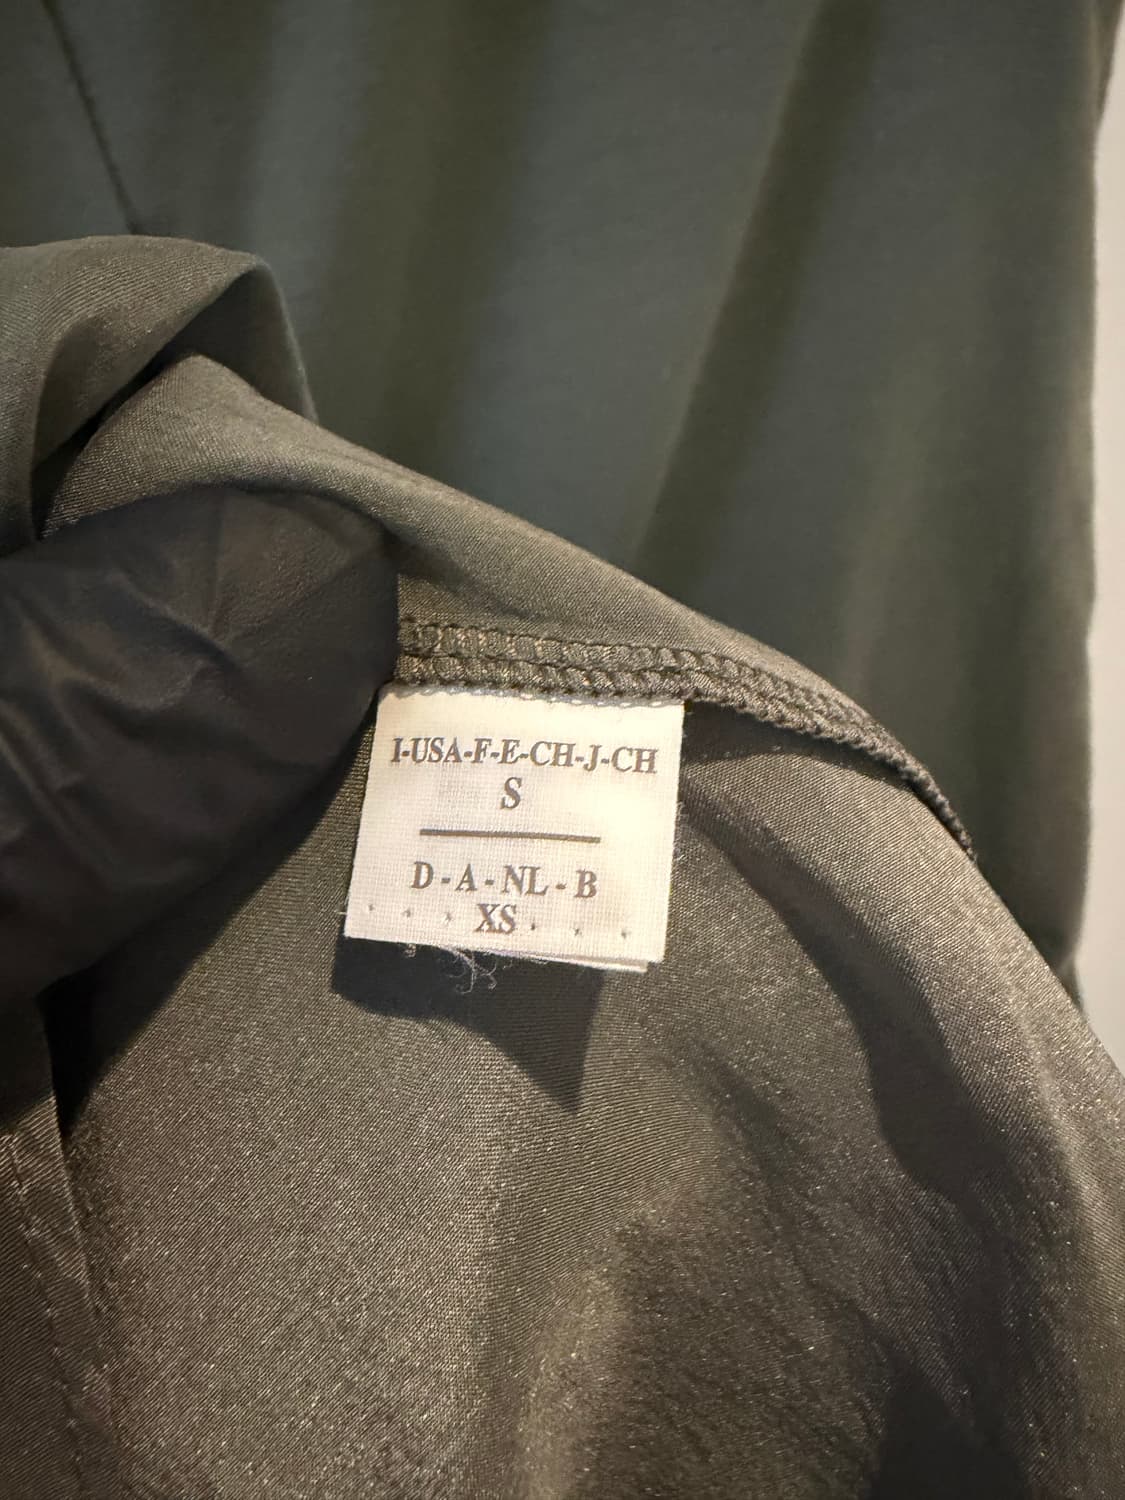 I-USA-F-E-CH-J-CH
S
D - A - NL - B
XS